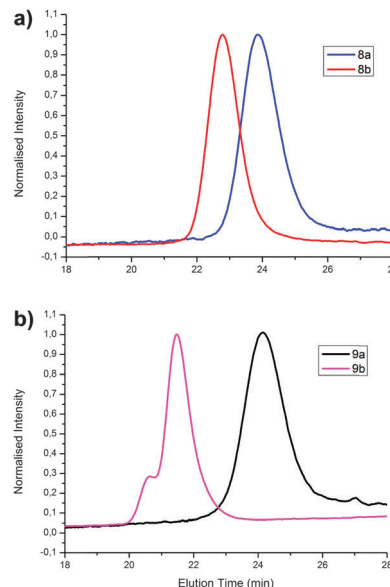 a)
1,1
1,0
0,9
0,8
0,7
0,6
0,5
0,4
0,3
0,2
0,1
0,0
-0,1
Normalised Intensity
8a
8b
18 20 22 24 26 28
b)
1,1
1,0
0,9
0,8
0,7
0,6
0,5
0,4
0,3
0,2
0,1
0,0
-0,1
Normalised Intensity
9a
9b
18 20 22 24 26 28
Elution Time (min)